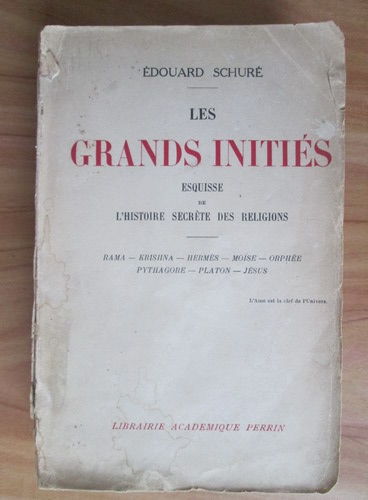 ÉDOUARD SCHURÉ
LES
GRANDS INITIÉS
ESQUISSE
DE
L'HISTOIRE SECRÈTE DES RELIGIONS
RAMA — KRISHNA — HERMÈS — MOÏSE — ORPHÉE
PYTHAGORE — PLATON — JÉSUS
L'Ame est la clef de l'Univers.
LIBRAIRIE ACADEMIQUE PERRIN